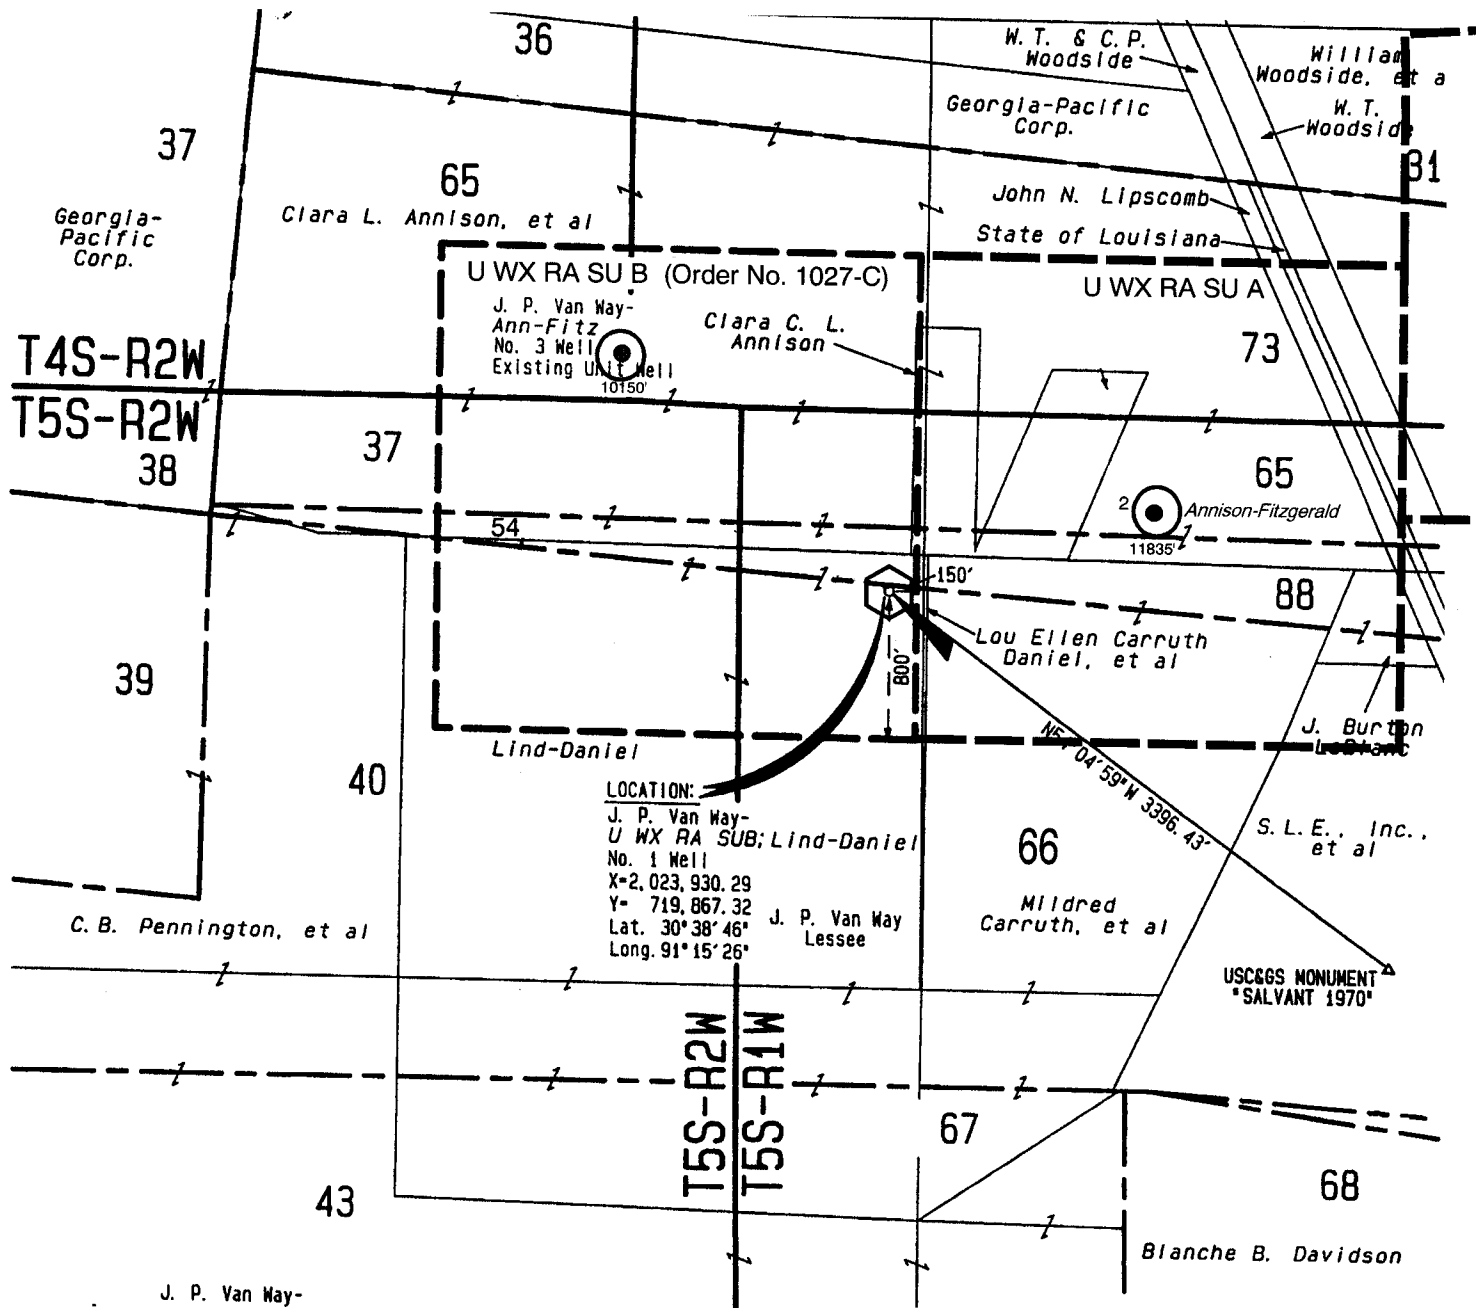 36
W. T. & C. P.
Woodside
William
Woodside, et a
37
Georgia-Pacific
Corp.
W. T.
Woodside
31
65
Clara L. Annison, et al
John N. Lipscomb
Georgia-
Pacific
Corp.
State of Louisiana
U WX RA SU B (Order No. 1027-C)
U WX RA SU A
J. P. Van Way-
Ann-Fitz
No. 3 Well
Existing Unit Well
10150'
Clara C. L.
Annison
73
T4S-R2W
T5S-R2W
38
37
65
54
2
Annison-Fitzgerald
11835'
150'
88
Lou Ellen Carruth
Daniel, et al
800'
39
J. Burton
LeBlanc
Lind-Daniel
40
04'59"W 3396.43'
LOCATION:
J. P. Van Way-
U WX RA SUB; Lind-Daniel
No. 1 Well
X=2,023,930.29
Y= 719,867.32
Lat. 30°38'46"
Long. 91°15'26"
J. P. Van Way
Lessee
66
S. L. E., Inc.,
et al
Mildred
Carruth, et al
C. B. Pennington, et al
USC&GS MONUMENT
"SALVANT 1970"
T5S-R2W
T5S-R1W
67
43
68
Blanche B. Davidson
J. P. Van Way-